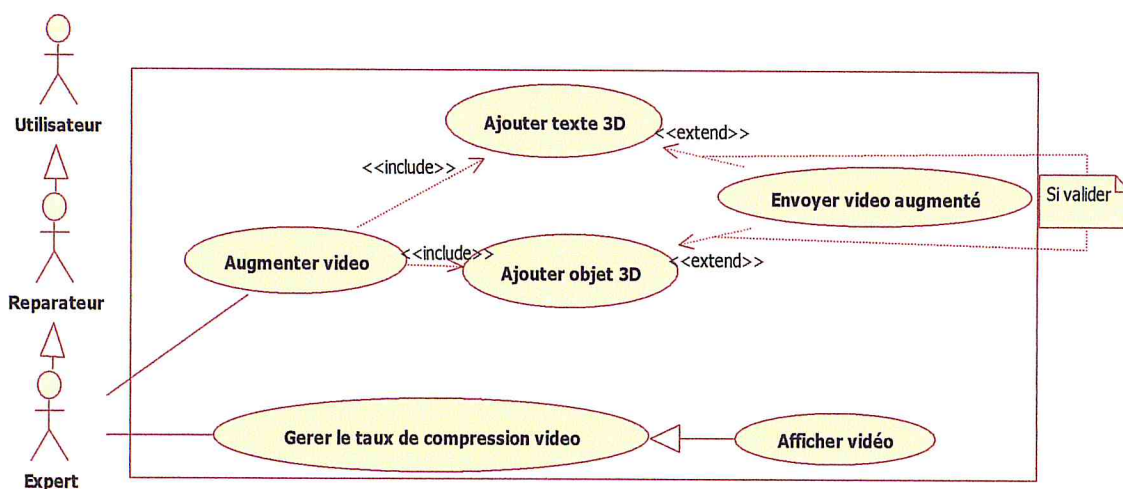 Utilisateur
Ajouter texte 3D
<<extend>>
<<include>>
Envoyer video augmenté
Si valider
Augmenter video
<<include>>
Ajouter objet 3D
<<extend>>
Reparateur
Gerer le taux de compression video
Afficher vidéo
Expert